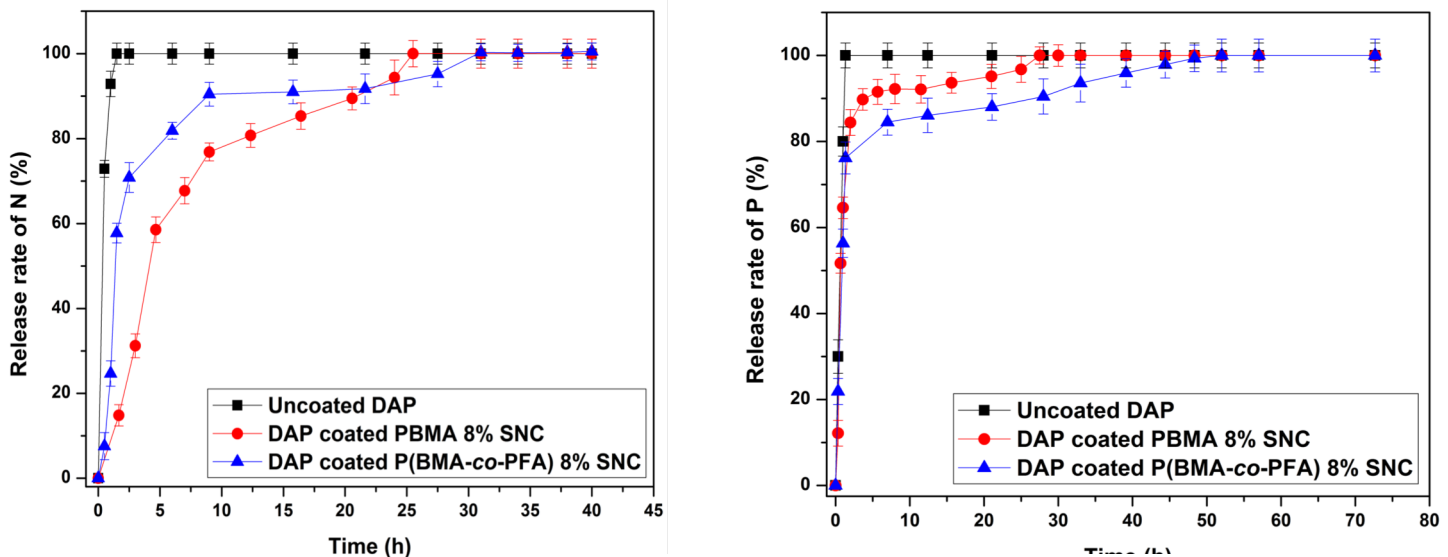 Release rate of N (%)
100
80
60
40
20
0
Uncoated DAP
DAP coated PBMA 8% SNC
DAP coated P(BMA-co-PFA) 8% SNC
0 5 10 15 20 25 30 35 40 45
Time (h)
Release rate of P (%)
100
80
60
40
20
0
Uncoated DAP
DAP coated PBMA 8% SNC
DAP coated P(BMA-co-PFA) 8% SNC
0 10 20 30 40 50 60 70 80
Time (h)